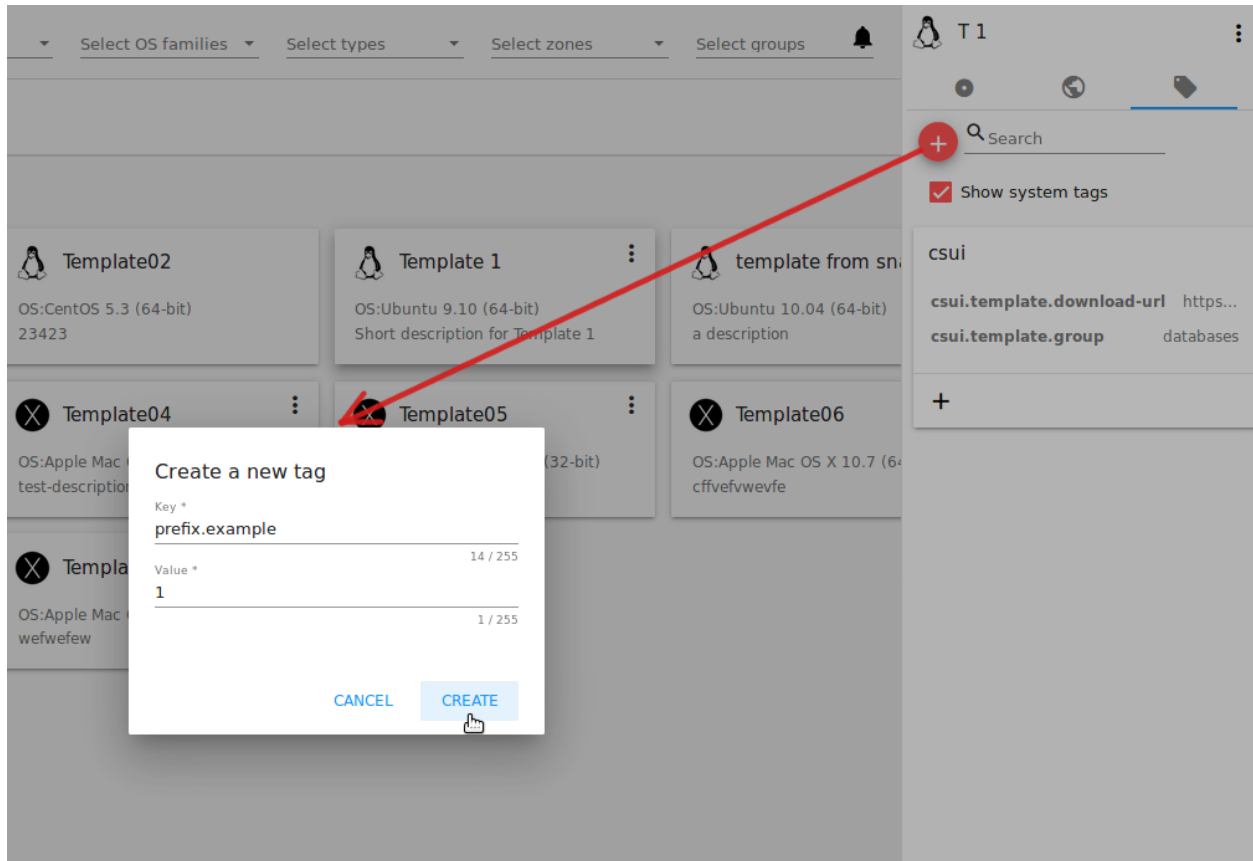 Select OS families
Select types
Select zones
Select groups
T 1
Search
Show system tags
csui
csui.template.download-url https...
csui.template.group databases
Template02
OS:CentOS 5.3 (64-bit)
23423
Template 1
OS:Ubuntu 9.10 (64-bit)
Short description for Template 1
template from sna
OS:Ubuntu 10.04 (64-bit)
a description
Template04
OS:Apple Mac
test-description
Template05
(32-bit)
Template06
OS:Apple Mac OS X 10.7 (64
cffvefvwevfe
Templa
OS:Apple Mac
wefwefew
Create a new tag
Key *
prefix.example
14 / 255
Value *
1
1 / 255
CANCEL
CREATE